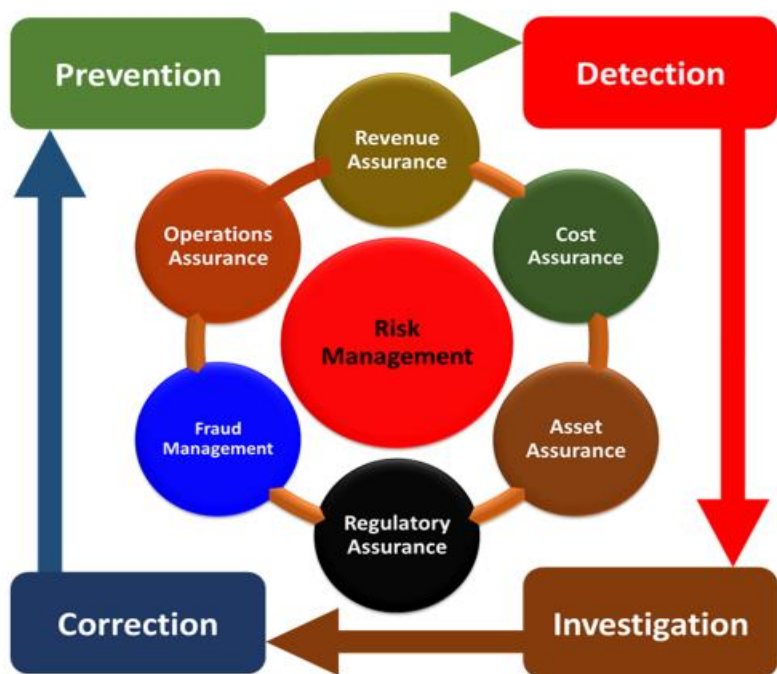 Prevention
Detection
Revenue
Assurance
Operations
Assurance
Cost
Assurance
Risk
Management
Fraud
Management
Asset
Assurance
Regulatory
Assurance
Correction
Investigation